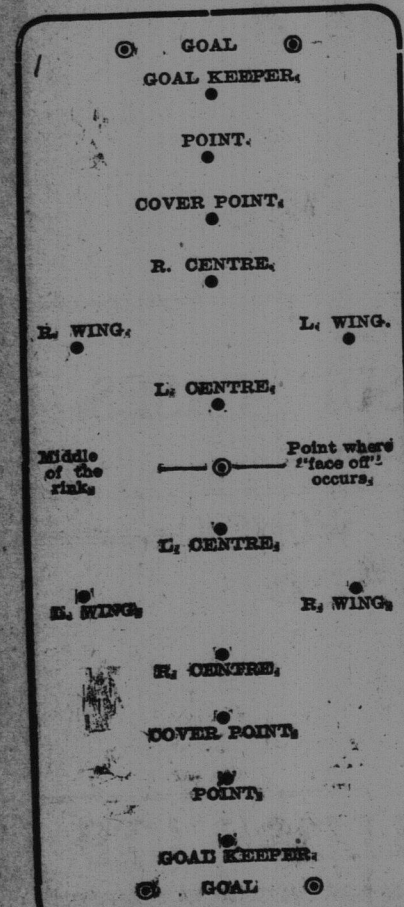 GOAL
GOAL KEEPER.
POINT.
COVER POINT.
R. CENTRE.
R. WING.
L. WING.
L. CENTRE.
Middle
of the
rink.
Point where
"face off"
occurs.
L. CENTRE.
L. WING.
R. WING.
R. CENTRE.
COVER POINT.
POINT.
GOAL KEEPER.
GOAL